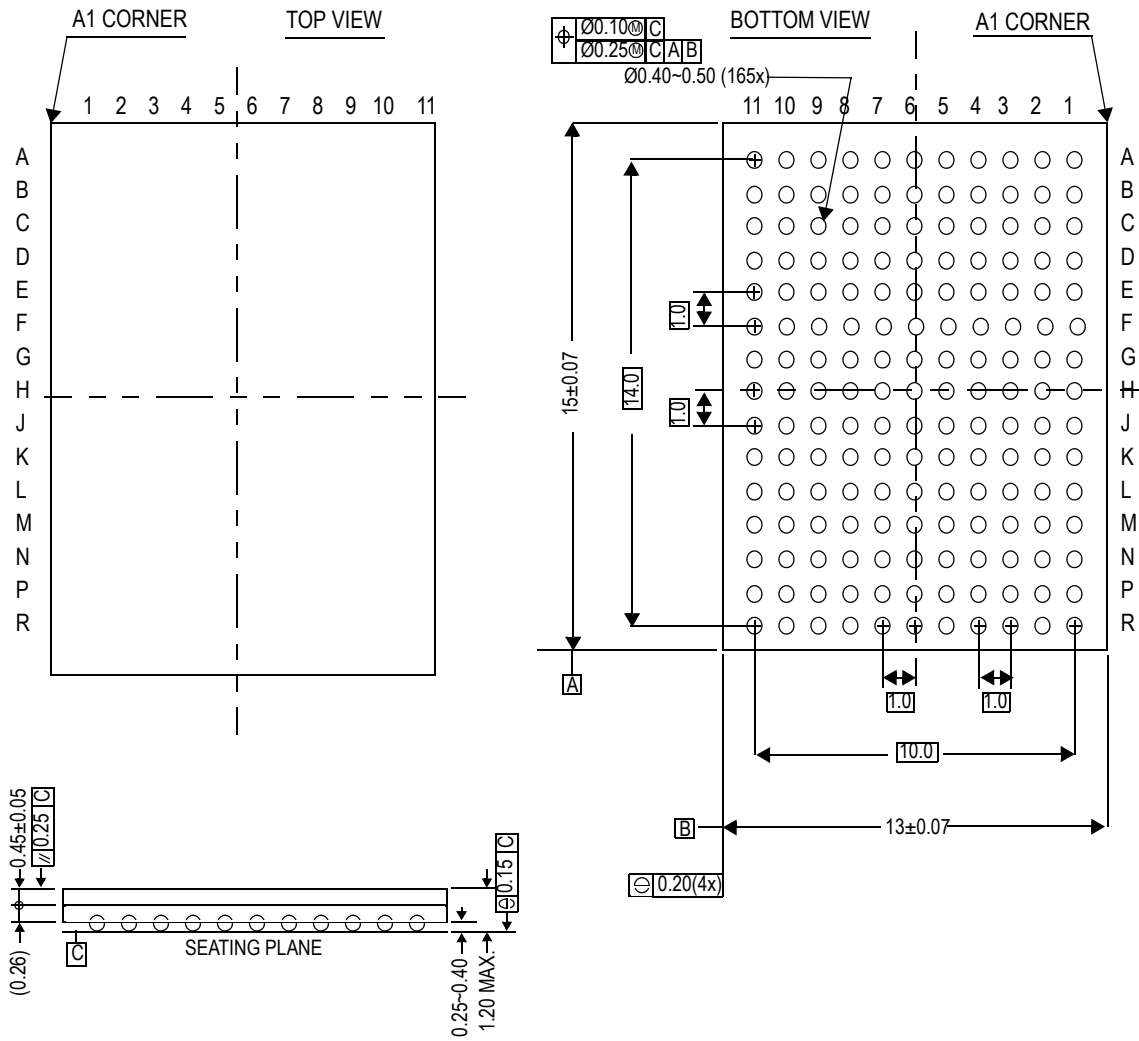 A1 CORNER
TOP VIEW
1 2 3 4 5 6 7 8 9 10 11
A
B
C
D
E
F
G
H
J
K
L
M
N
P
R
Ø0.10Ⓜ C
Ø0.25Ⓜ C A B
Ø0.40~0.50 (165x)
BOTTOM VIEW
A1 CORNER
11 10 9 8 7 6 5 4 3 2 1
A
B
C
D
E
F
G
H
J
K
L
M
N
P
R
15±0.07
14.0
1.0
1.0
A
1.0
1.0
10.0
B
13±0.07
0.20(4x)
0.45±0.05
// 0.25 C
(0.26)
C
SEATING PLANE
0.15 C
0.25~0.40
1.20 MAX.